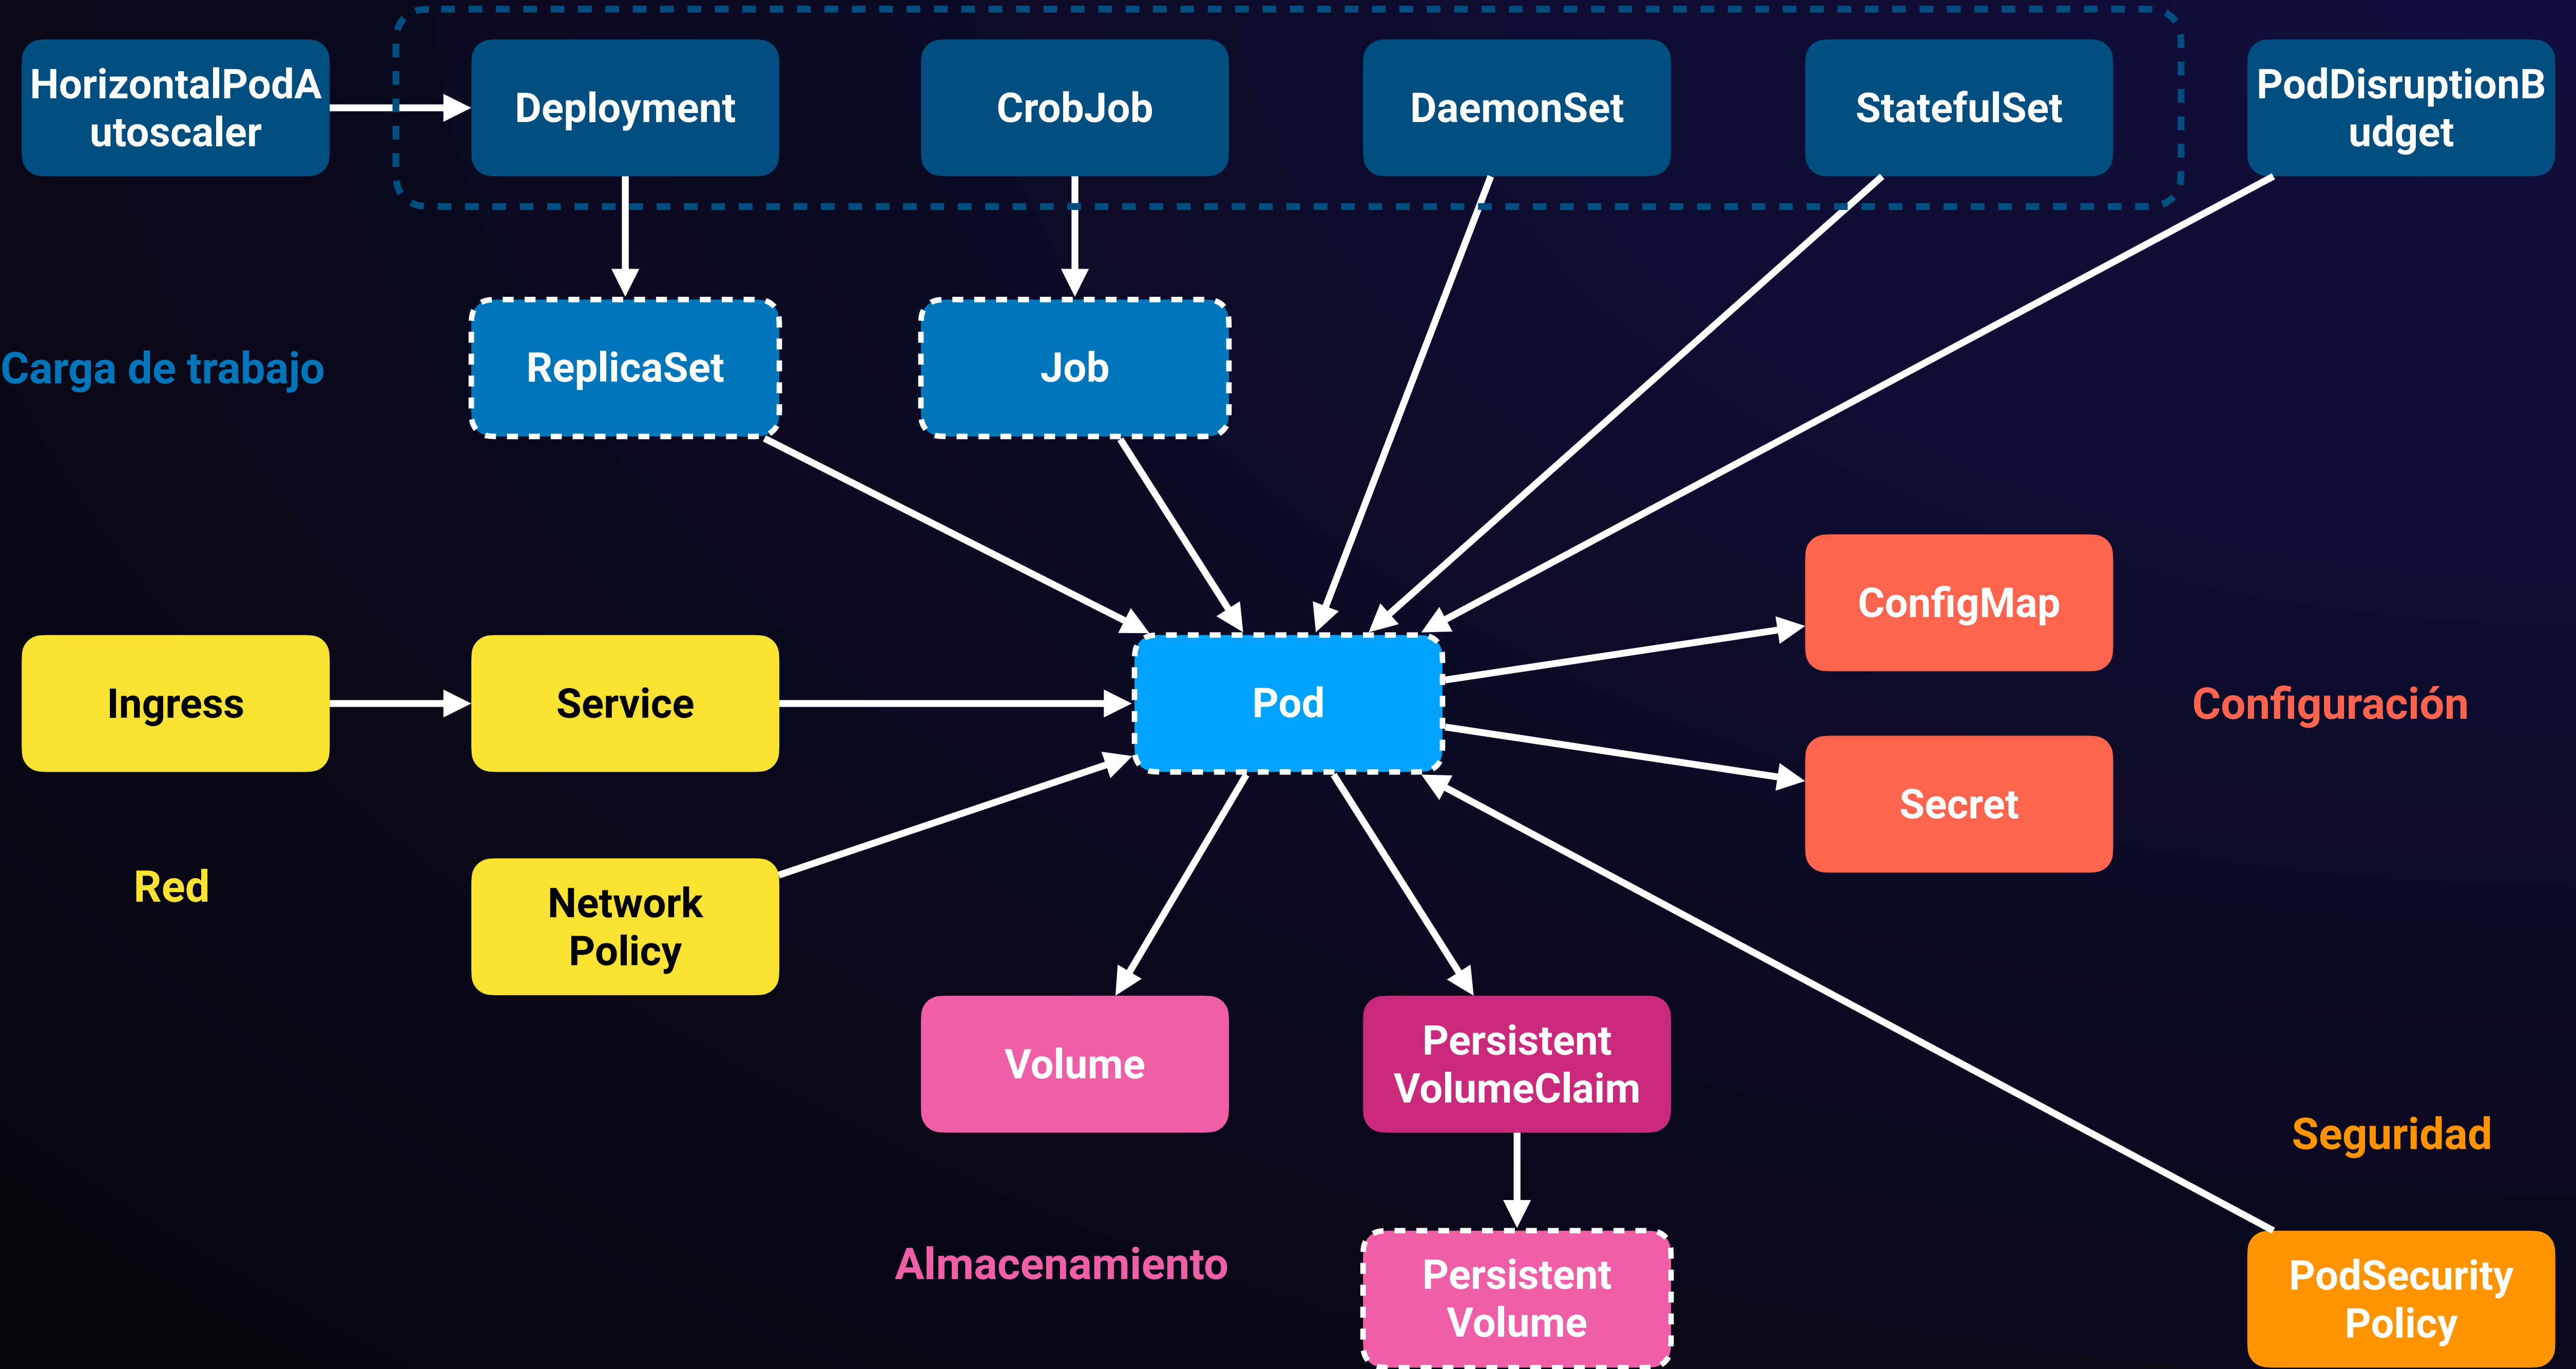 HorizontalPodA
utoscaler
Deployment
CrobJob
DaemonSet
StatefulSet
PodDisruptionB
udget
Carga de trabajo
ReplicaSet
Job
Ingress
Service
Pod
ConfigMap
Configuración
Secret
Red
Network
Policy
Volume
Persistent
VolumeClaim
Seguridad
Almacenamiento
Persistent
Volume
PodSecurity
Policy